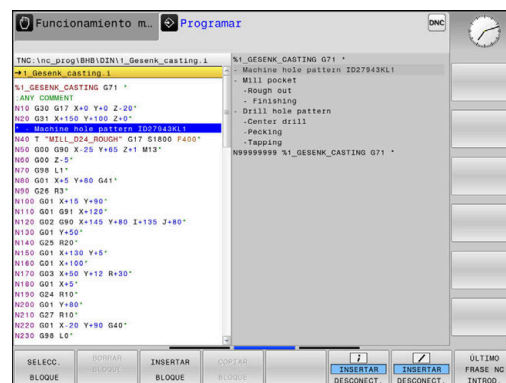 Funcionamiento m… Programar
DNC
TNC:\nc_prog\BHB\DIN\1_Gesenk_casting.i
→1_Gesenk_casting.i
%1_GESENK_CASTING G71 *
;ANY COMMENT
N10 G30 G17 X+0 Y+0 Z-20*
N20 G31 X+150 Y+100 Z+0*
* - Machine hole pattern ID27943KL1
N40 T "MILL_D24_ROUGH" G17 S1800 F400*
N50 G00 G90 X-25 Y+65 Z+1 M13*
N60 G00 Z-5*
N70 G98 L1*
N80 G01 X+5 Y+80 G41*
N90 G26 R3*
N100 G01 X+15 Y+90*
N110 G01 G91 X+120*
N120 G02 G90 X+145 Y+80 I+135 J+80*
N130 G01 Y+50*
N140 G25 R20*
N150 G01 X+130 Y+5*
N160 G01 X+100*
N170 G03 X+50 Y+12 R+30*
N180 G01 X+5*
N190 G24 R10*
N200 G01 Y+80*
N210 G27 R10*
N220 G01 X-20 Y+90 G40*
N230 G98 L0*
%1_GESENK_CASTING G71 *
- Machine hole pattern ID27943KL1
- Mill pocket
-Rough out
- Finishing
- Drill hole pattern
-Center drill
-Pecking
-Tapping
N99999999 %1_GESENK_CASTING G71 *
SELECC.
BLOQUE
BORRAR
BLOQUE
INSERTAR
BLOQUE
COPIAR
BLOQUE
INSERTAR
DESCONECT.
INSERTAR
DESCONECT.
ÚLTIMO
FRASE NC
INTROD.